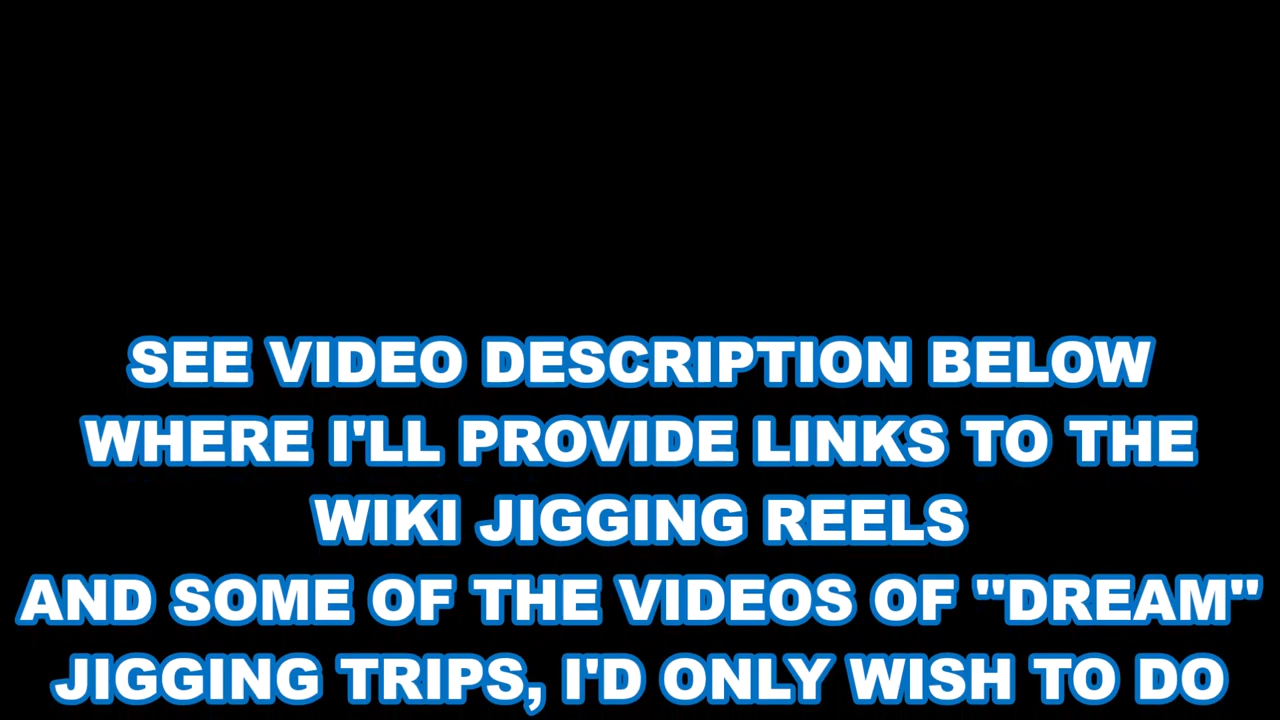 SEE VIDEO DESCRIPTION BELOW
WHERE I'LL PROVIDE LINKS TO THE
WIKI JIGGING REELS
AND SOME OF THE VIDEOS OF "DREAM"
JIGGING TRIPS, I'D ONLY WISH TO DO